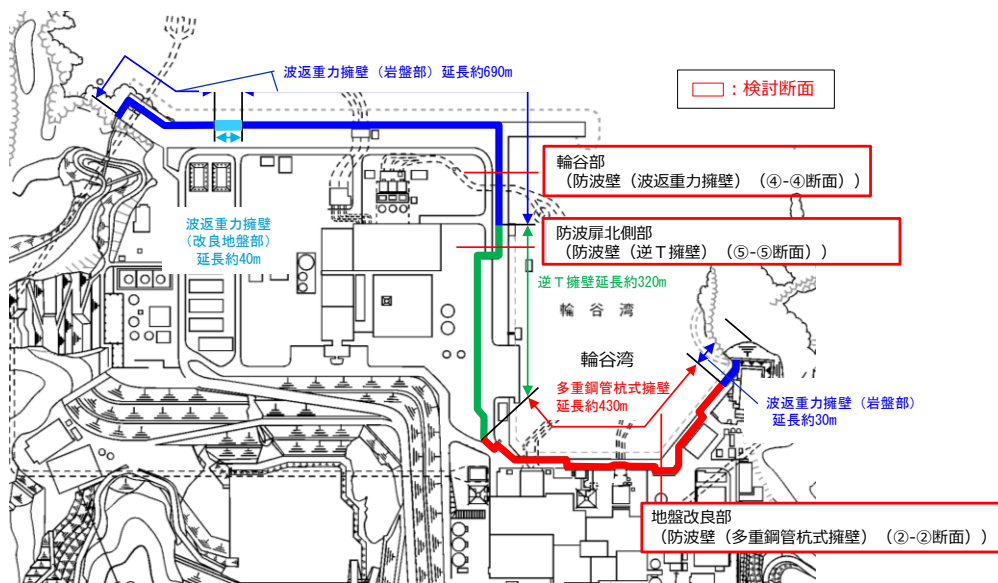 波返重力擁壁（岩盤部）延長約690m
：検討断面
輪谷部
（防波壁（波返重力擁壁）（④-④断面））
波返重力擁壁
（改良地盤部）
延長約40m
防波扉北側部
（防波壁（逆Ｔ擁壁）（⑤-⑤断面））
逆Ｔ擁壁延長約320m
輪 谷 湾
輪谷湾
多重鋼管杭式擁壁
延長約430m
波返重力擁壁（岩盤部）
延長約30m
地盤改良部
（防波壁（多重鋼管杭式擁壁）（②-②断面））